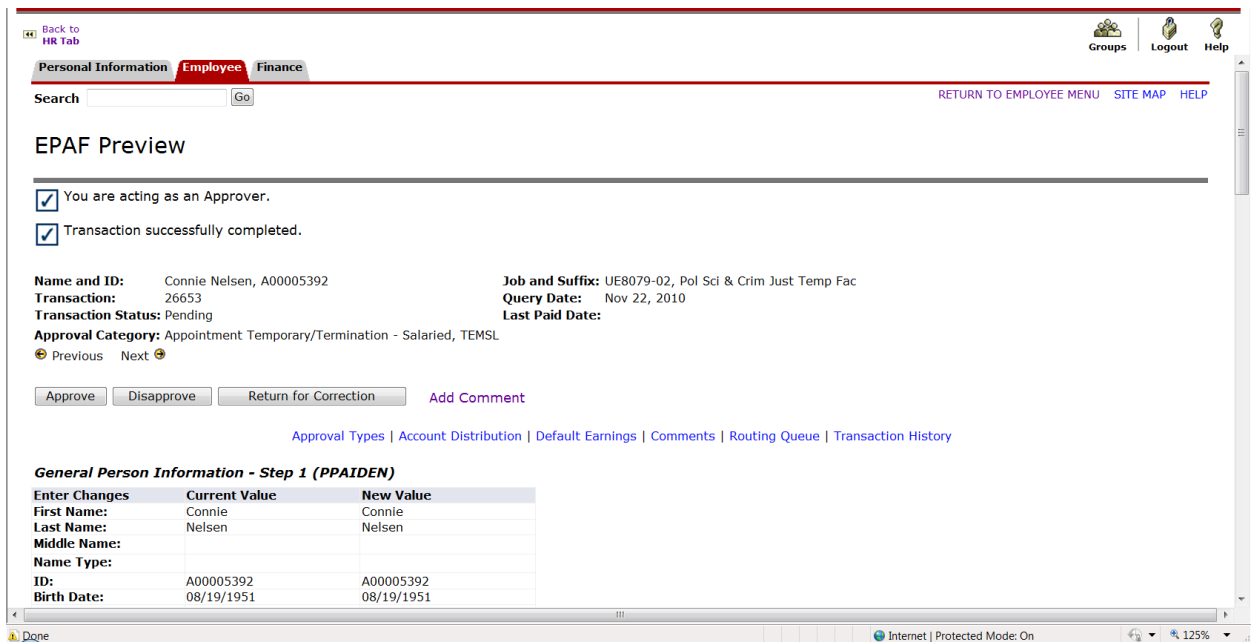 Back to
HR Tab
Groups Logout Help
Personal Information Employee Finance
Search Go RETURN TO EMPLOYEE MENU SITE MAP HELP
EPAF Preview
You are acting as an Approver.
Transaction successfully completed.
Name and ID: Connie Nelsen, A00005392 Job and Suffix: UE8079-02, Pol Sci & Crim Just Temp Fac
Transaction: 26653 Query Date: Nov 22, 2010
Transaction Status: Pending Last Paid Date:
Approval Category: Appointment Temporary/Termination - Salaried, TEMSL
Previous Next
Approve Disapprove Return for Correction Add Comment
Approval Types | Account Distribution | Default Earnings | Comments | Routing Queue | Transaction History
General Person Information - Step 1 (PPAIDEN)
Enter Changes Current Value New Value
First Name: Connie Connie
Last Name: Nelsen Nelsen
Middle Name:
Name Type:
ID: A00005392 A00005392
Birth Date: 08/19/1951 08/19/1951
Done Internet | Protected Mode: On 125%